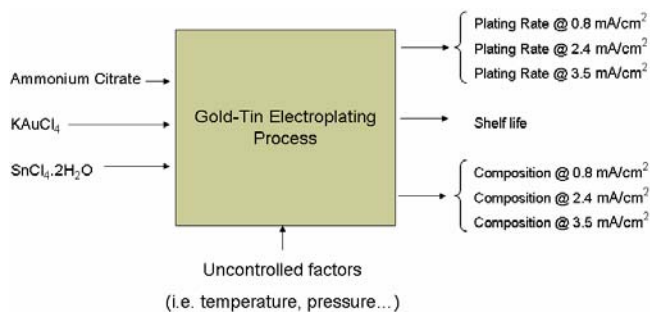 Ammonium Citrate
KAuCl₄
SnCl₄.2H₂O
Gold-Tin Electroplating
Process
Plating Rate @ 0.8 mA/cm²
Plating Rate @ 2.4 mA/cm²
Plating Rate @ 3.5 mA/cm²
Shelf life
Composition @ 0.8 mA/cm²
Composition @ 2.4 mA/cm²
Composition @ 3.5 mA/cm²
Uncontrolled factors
(i.e. temperature, pressure…)